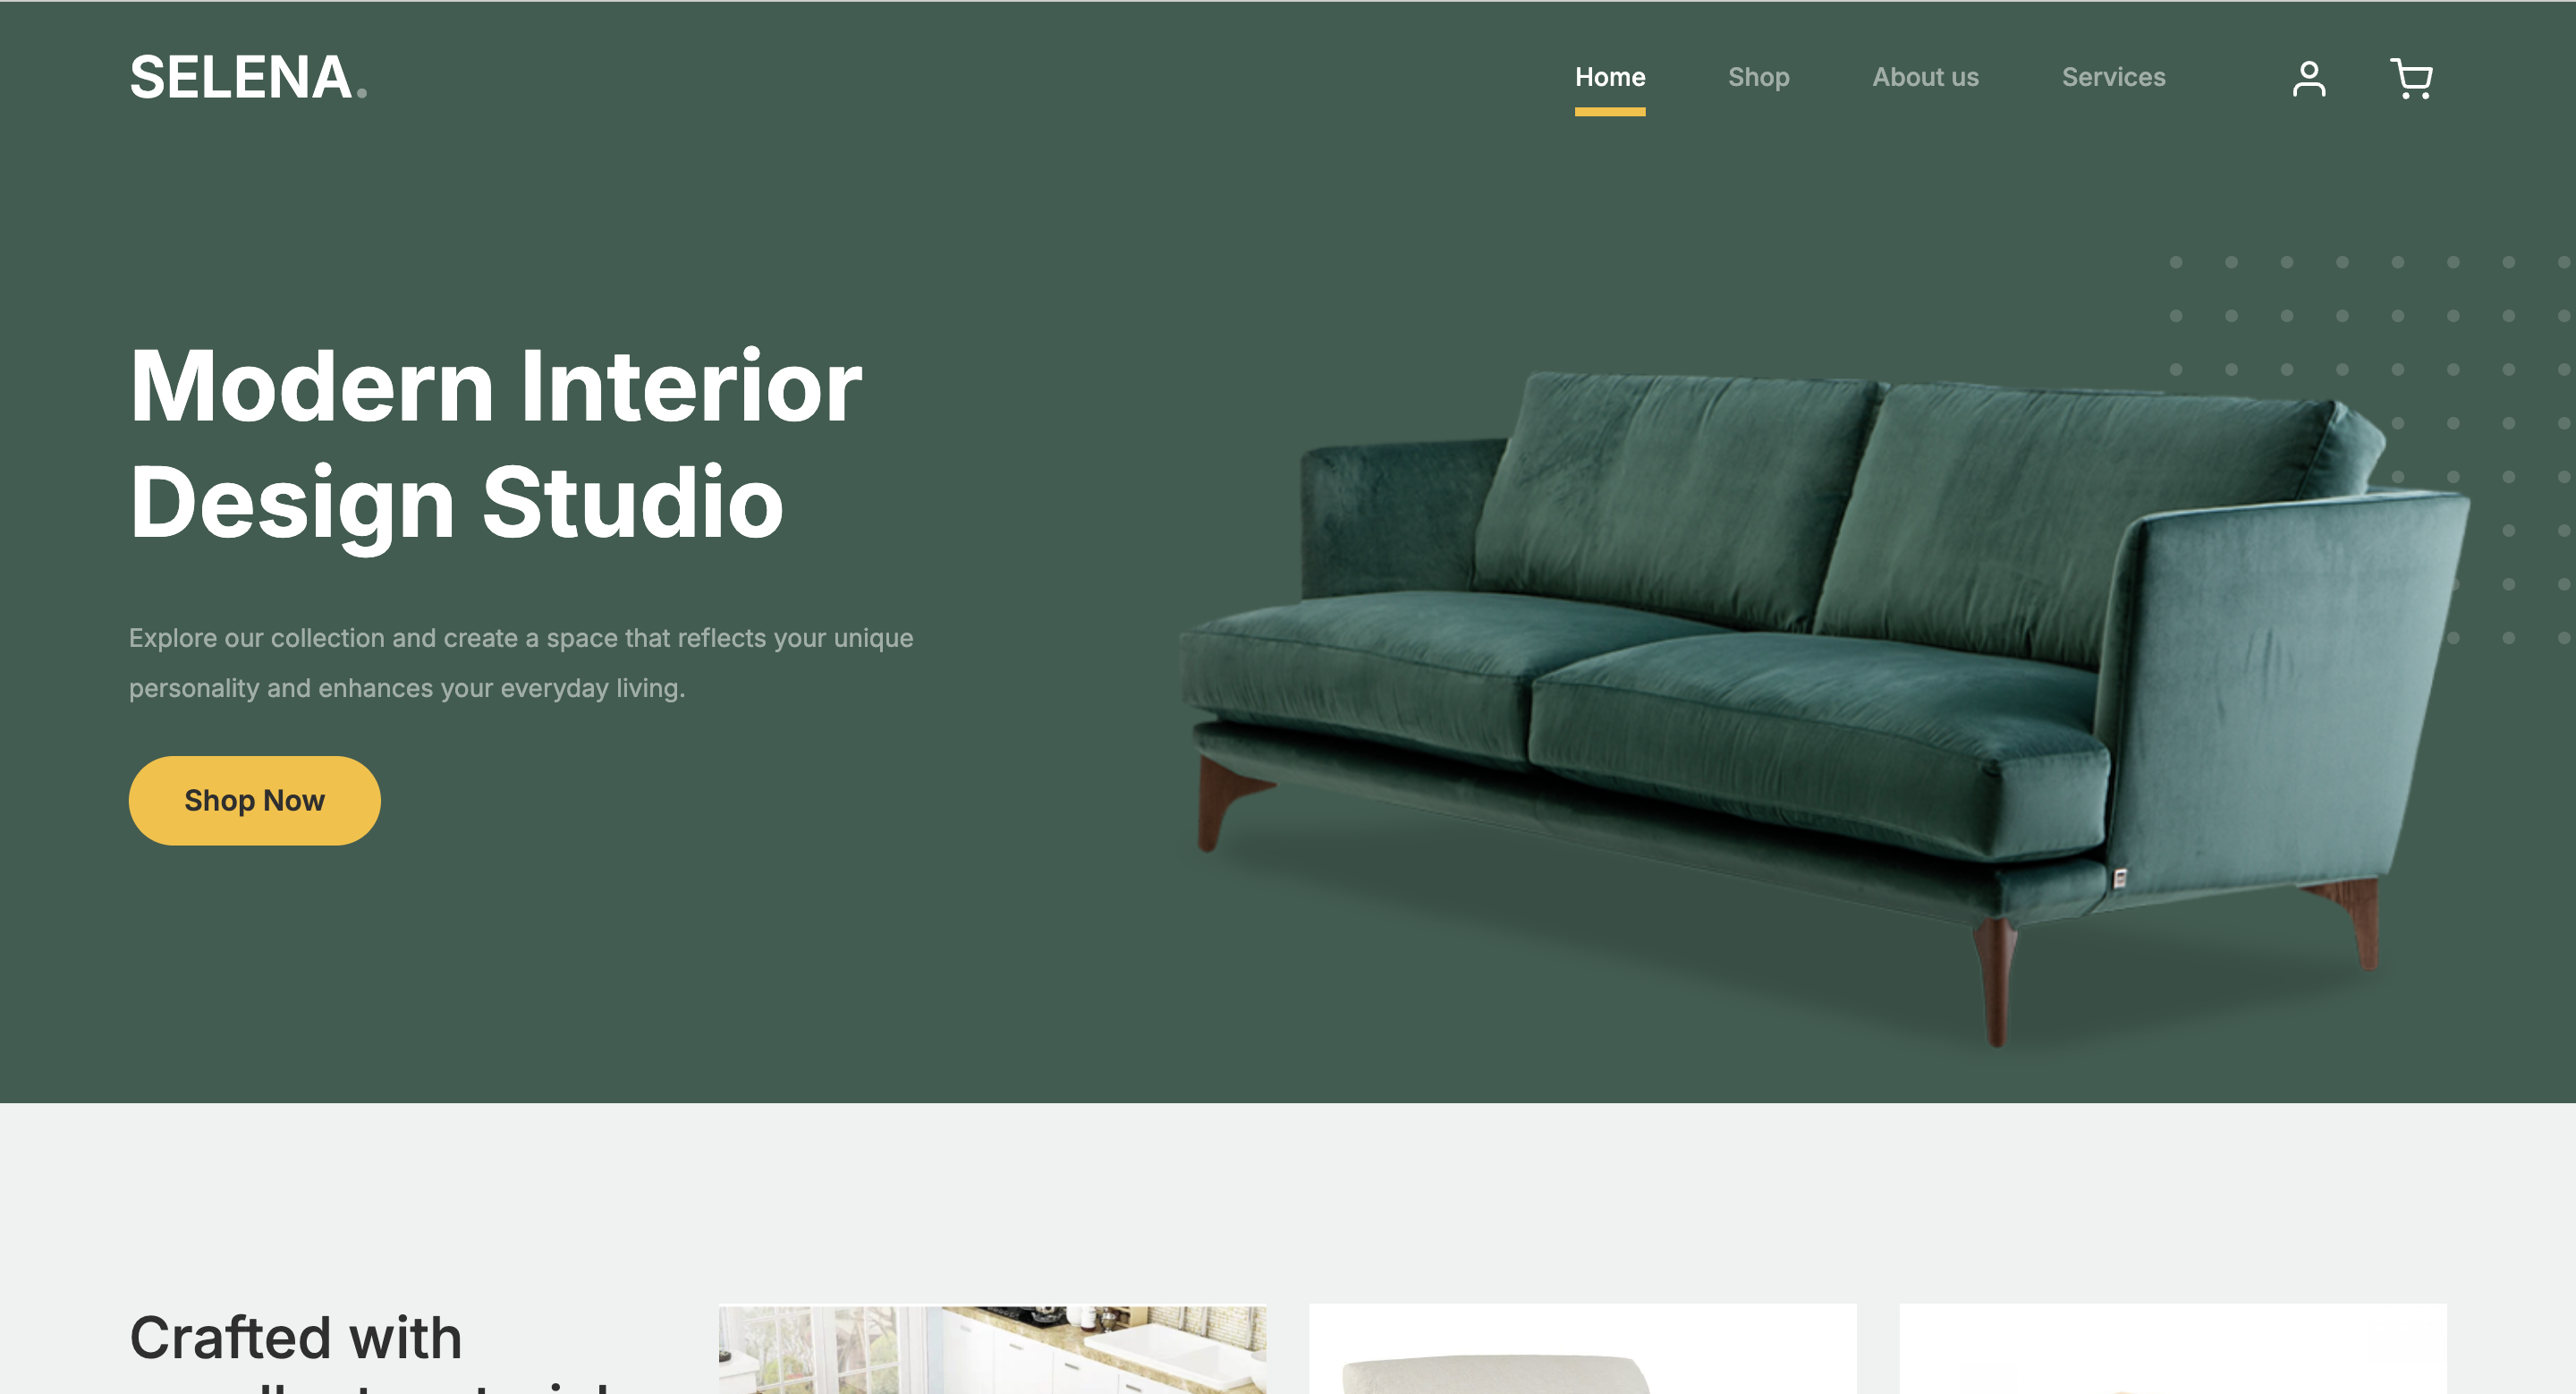 SELENA.
Home Shop About us Services
Modern Interior
Design Studio
Explore our collection and create a space that reflects your unique
personality and enhances your everyday living.
Shop Now
Crafted with